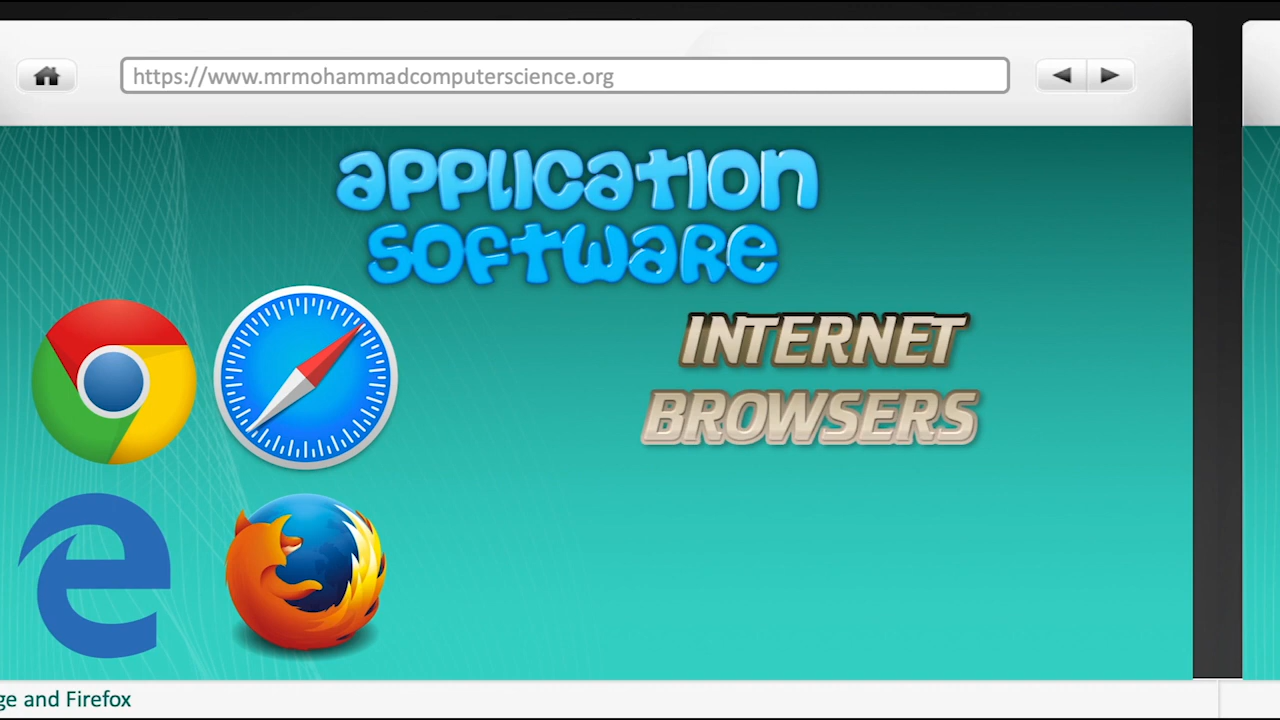 https://www.mrmohammadcomputerscience.org
APPLICATION
SOFTWARE
INTERNET
BROWSERS
ge and Firefox